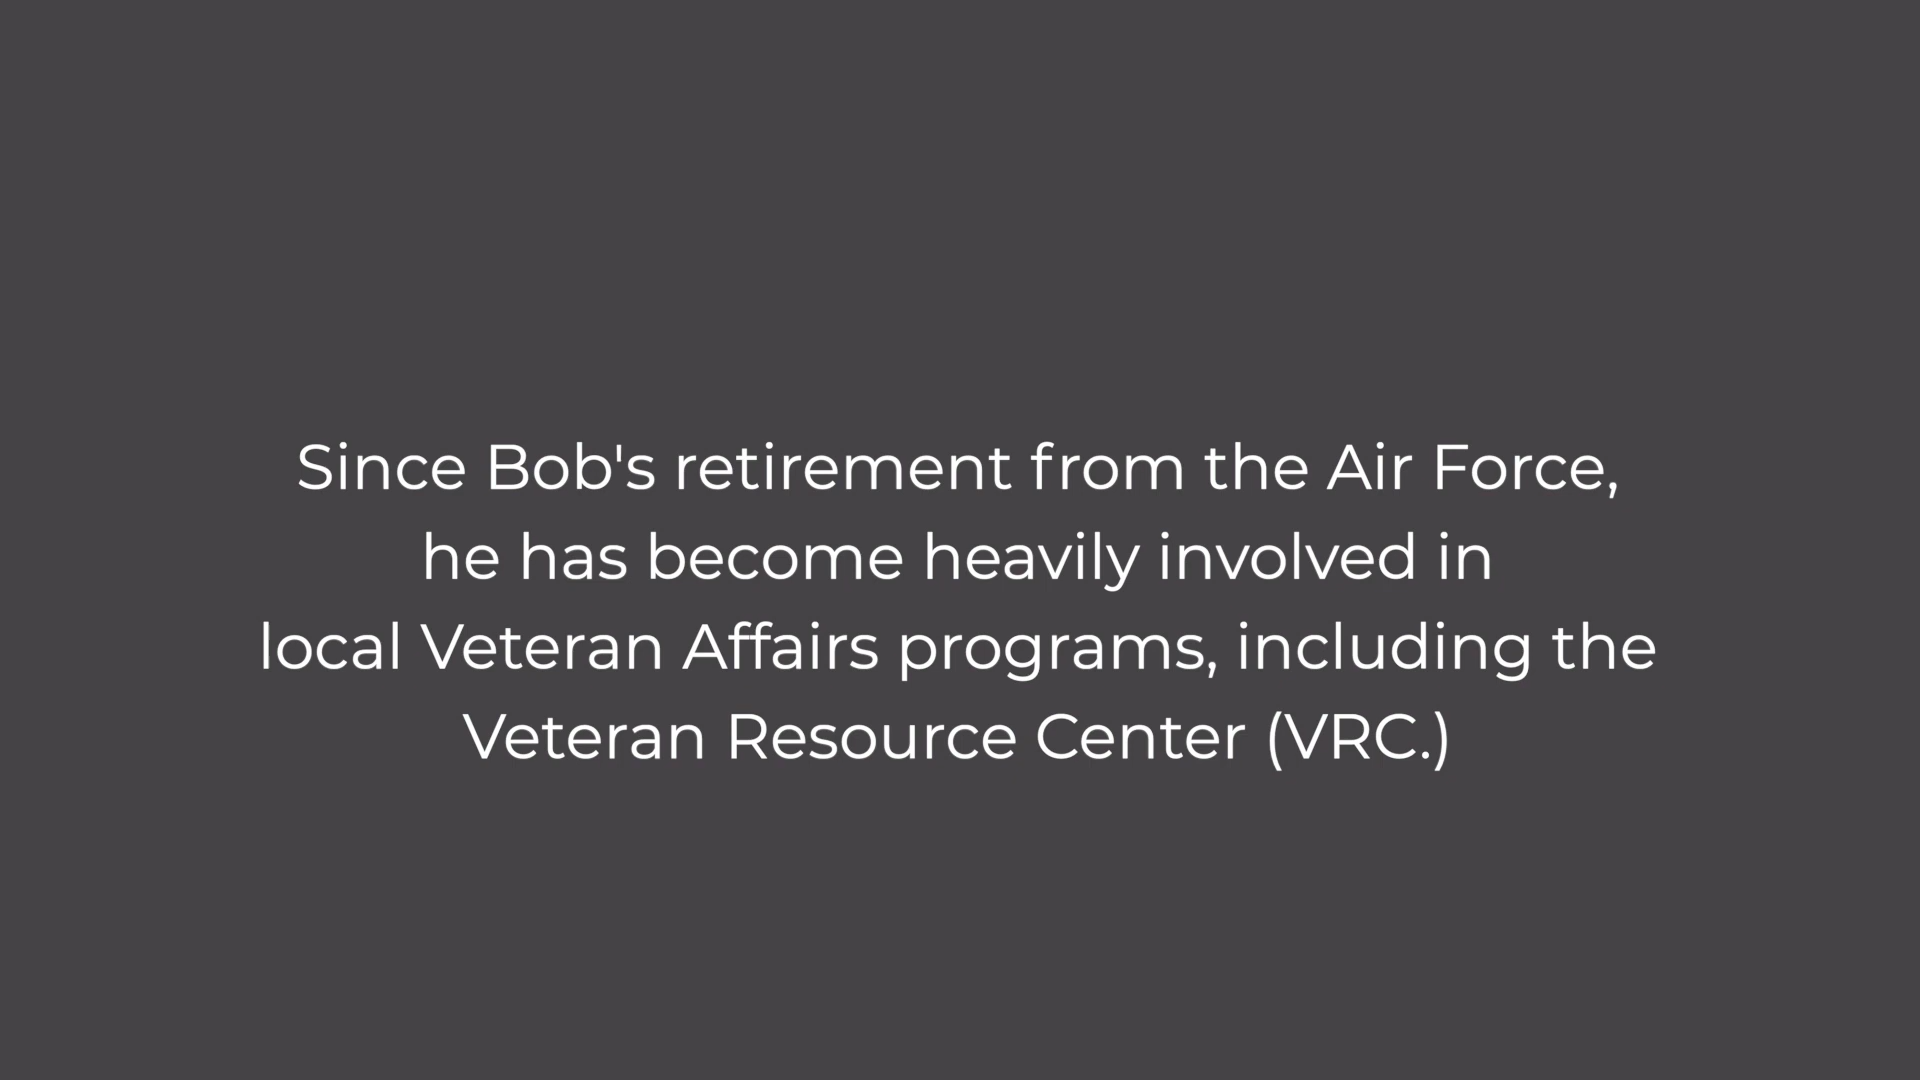 Since Bob's retirement from the Air Force,
he has become heavily involved in
local Veteran Affairs programs, including the
Veteran Resource Center (VRC.)